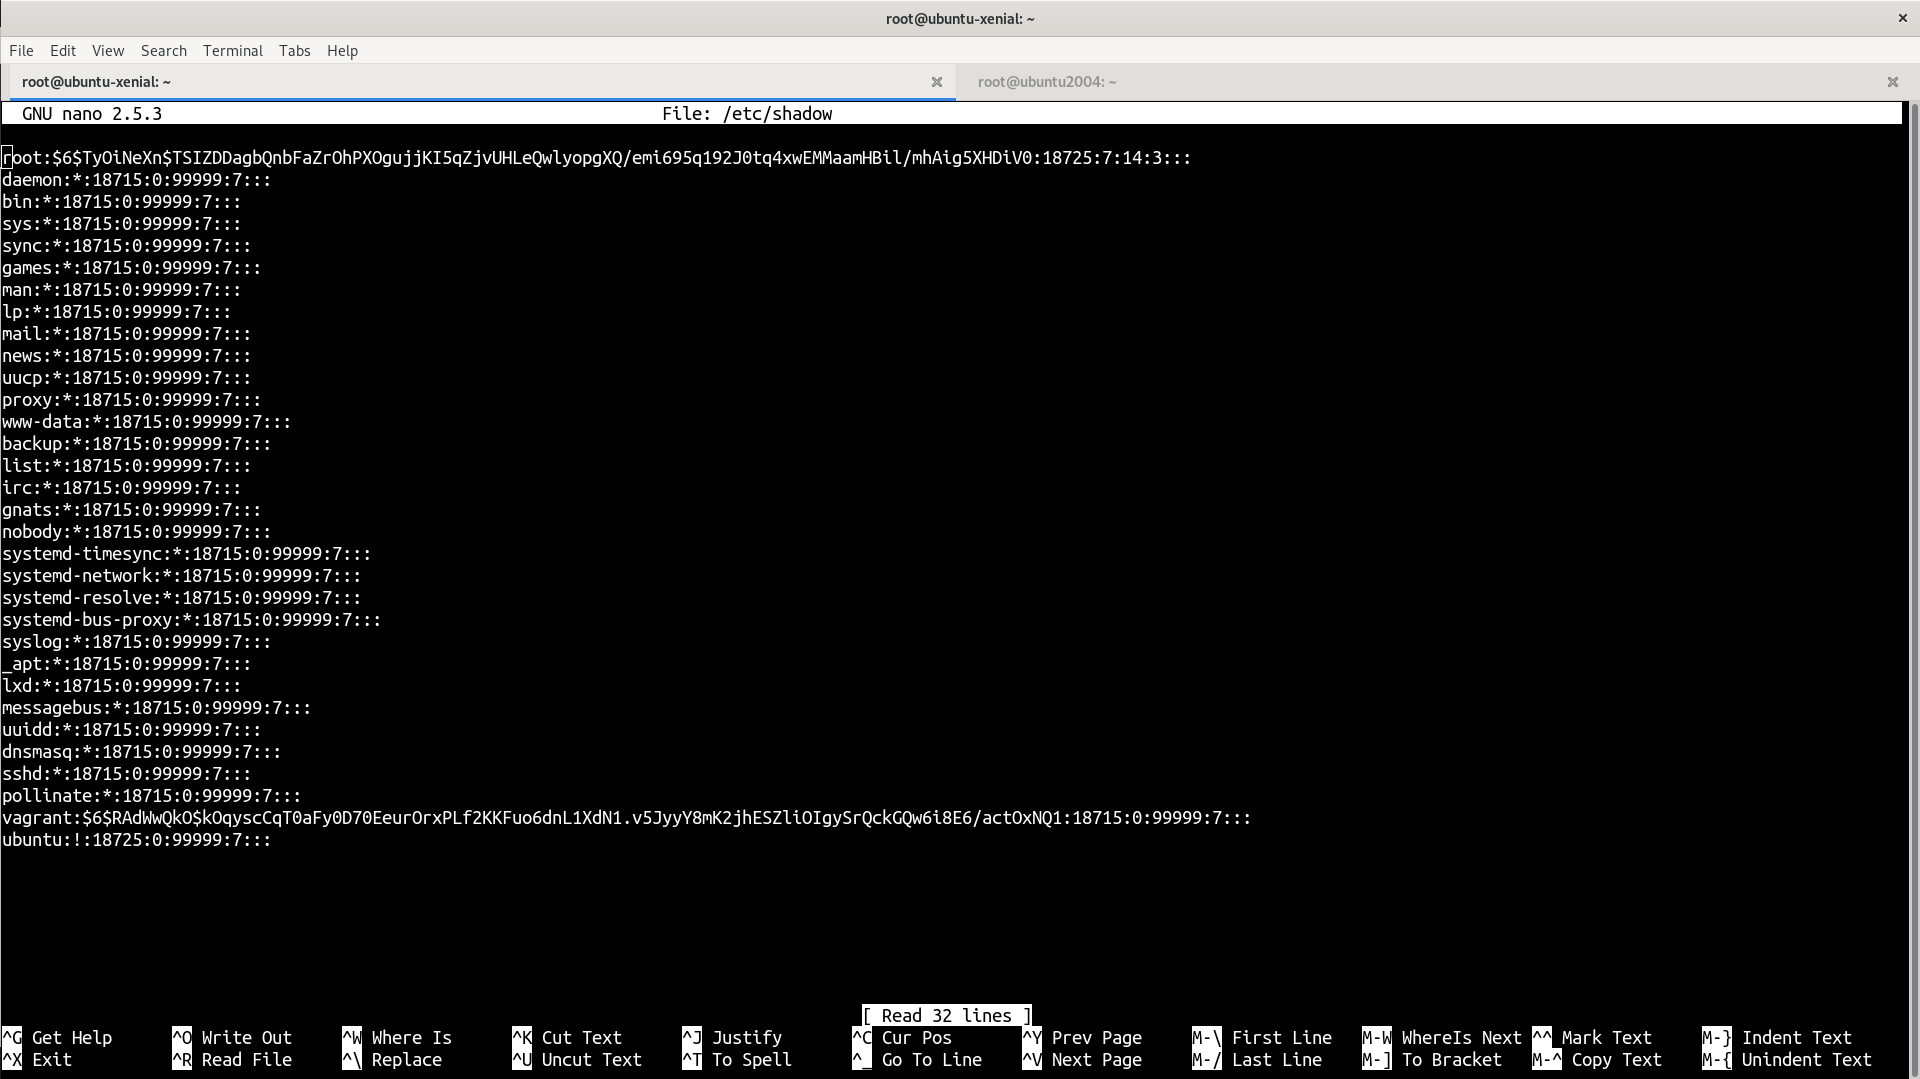 root@ubuntu-xenial: ~
File Edit View Search Terminal Tabs Help
root@ubuntu-xenial: ~ root@ubuntu2004: ~
GNU nano 2.5.3 File: /etc/shadow
root:$6$TyOiNeXn$TSIZDDagbQnbFaZrOhPXOgujjKI5qZjvUHLeQwlyopgXQ/emi695q192J0tq4xwEMMaamHBil/mhAig5XHDiV0:18725:7:14:3:::
daemon:*:18715:0:99999:7:::
bin:*:18715:0:99999:7:::
sys:*:18715:0:99999:7:::
sync:*:18715:0:99999:7:::
games:*:18715:0:99999:7:::
man:*:18715:0:99999:7:::
lp:*:18715:0:99999:7:::
mail:*:18715:0:99999:7:::
news:*:18715:0:99999:7:::
uucp:*:18715:0:99999:7:::
proxy:*:18715:0:99999:7:::
www-data:*:18715:0:99999:7:::
backup:*:18715:0:99999:7:::
list:*:18715:0:99999:7:::
irc:*:18715:0:99999:7:::
gnats:*:18715:0:99999:7:::
nobody:*:18715:0:99999:7:::
systemd-timesync:*:18715:0:99999:7:::
systemd-network:*:18715:0:99999:7:::
systemd-resolve:*:18715:0:99999:7:::
systemd-bus-proxy:*:18715:0:99999:7:::
syslog:*:18715:0:99999:7:::
_apt:*:18715:0:99999:7:::
lxd:*:18715:0:99999:7:::
messagebus:*:18715:0:99999:7:::
uuidd:*:18715:0:99999:7:::
dnsmasq:*:18715:0:99999:7:::
sshd:*:18715:0:99999:7:::
pollinate:*:18715:0:99999:7:::
vagrant:$6$RAdWwQkO$kOqyscCqT0aFy0D70EeurOrxPLf2KKFuo6dnL1XdN1.v5JyyY8mK2jhESZliOIgySrQckGQw6i8E6/actOxNQ1:18715:0:99999:7:::
ubuntu:!:18725:0:99999:7:::
[ Read 32 lines ]
^G Get Help ^O Write Out ^W Where Is ^K Cut Text ^J Justify ^C Cur Pos ^Y Prev Page M-\ First Line M-W WhereIs Next ^^ Mark Text M-} Indent Text
^X Exit ^R Read File ^\ Replace ^U Uncut Text ^T To Spell ^_ Go To Line ^V Next Page M-/ Last Line M-] To Bracket M-^ Copy Text M-{ Unindent Text